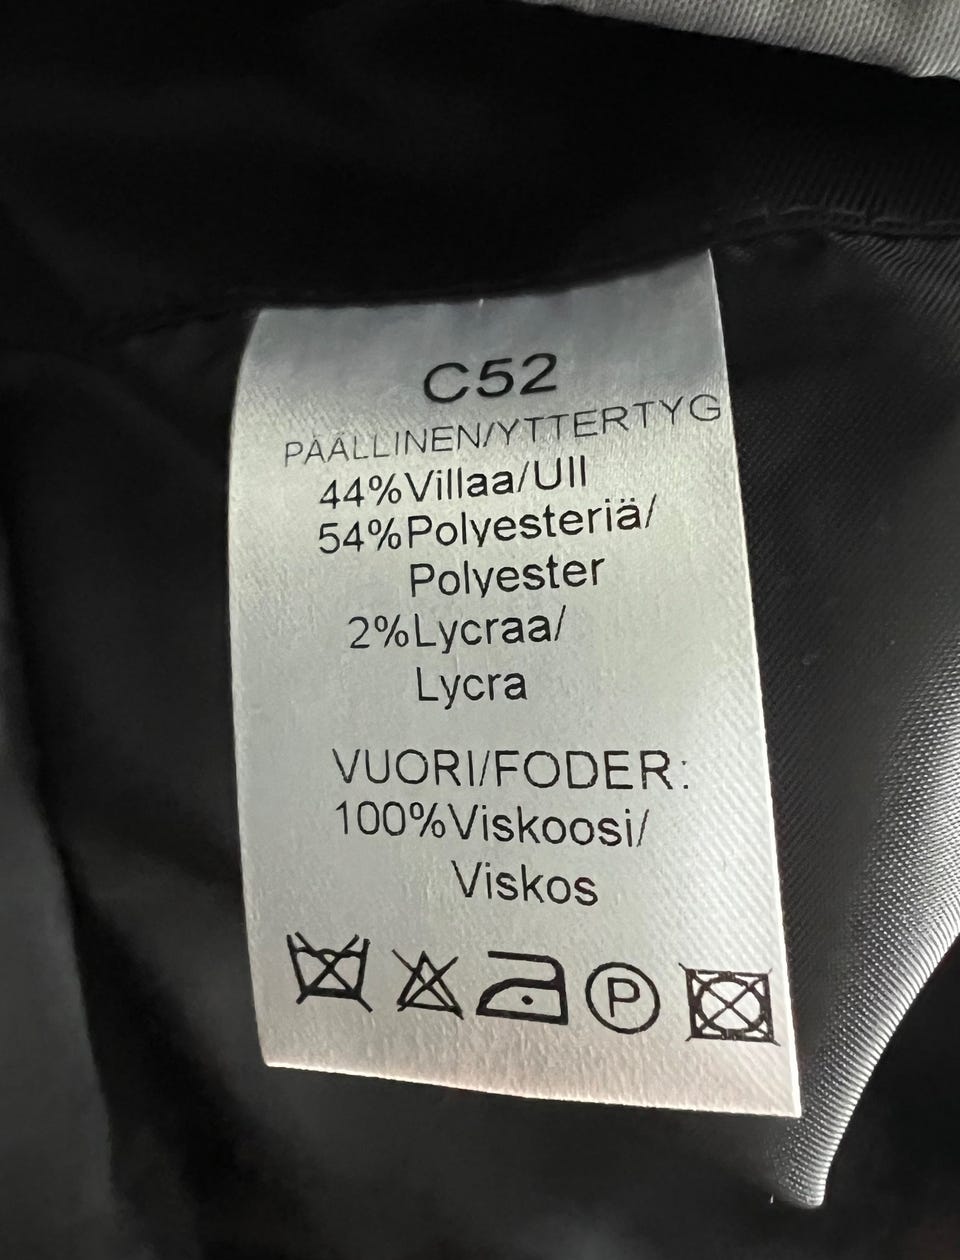 C52
PÄÄLLINEN/YTTERTYG
44%Villaa/Ull
54%Polyesteriä/
Polyester
2%Lycraa/
Lycra
VUORI/FODER:
100%Viskoosi/
Viskos
P